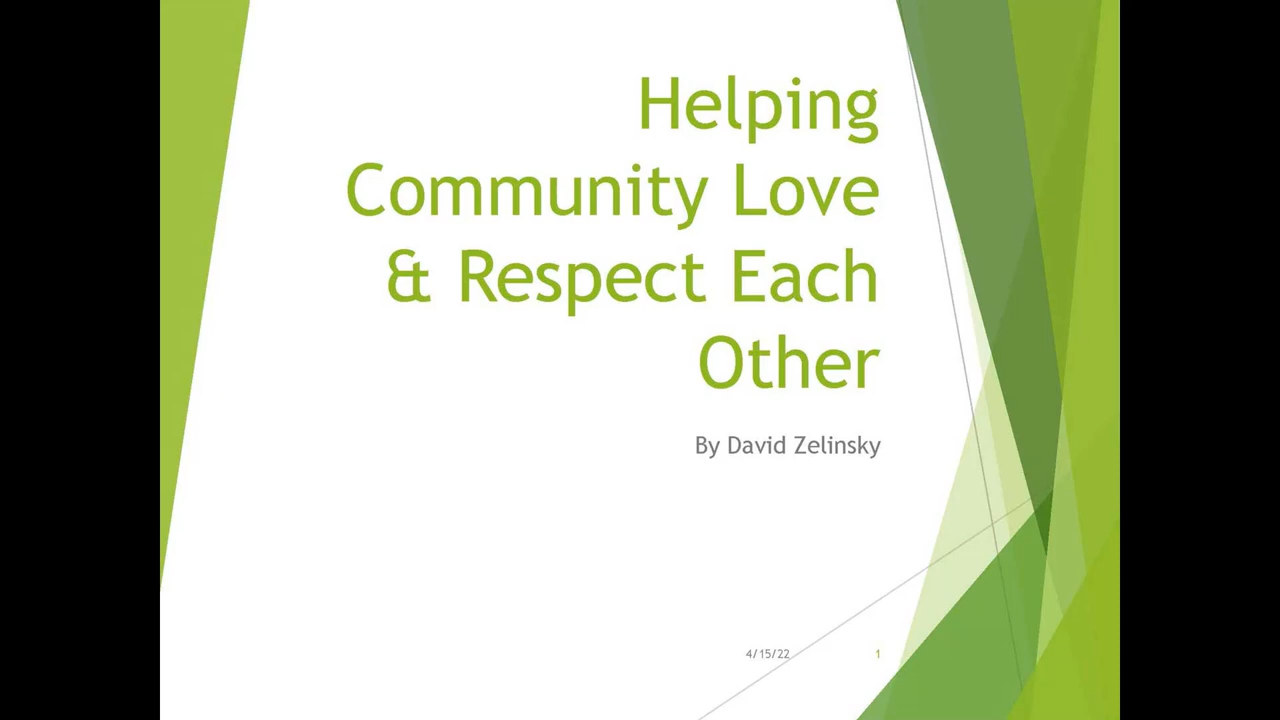 Helping
Community Love
& Respect Each
Other
By David Zelinsky
4/15/22 1